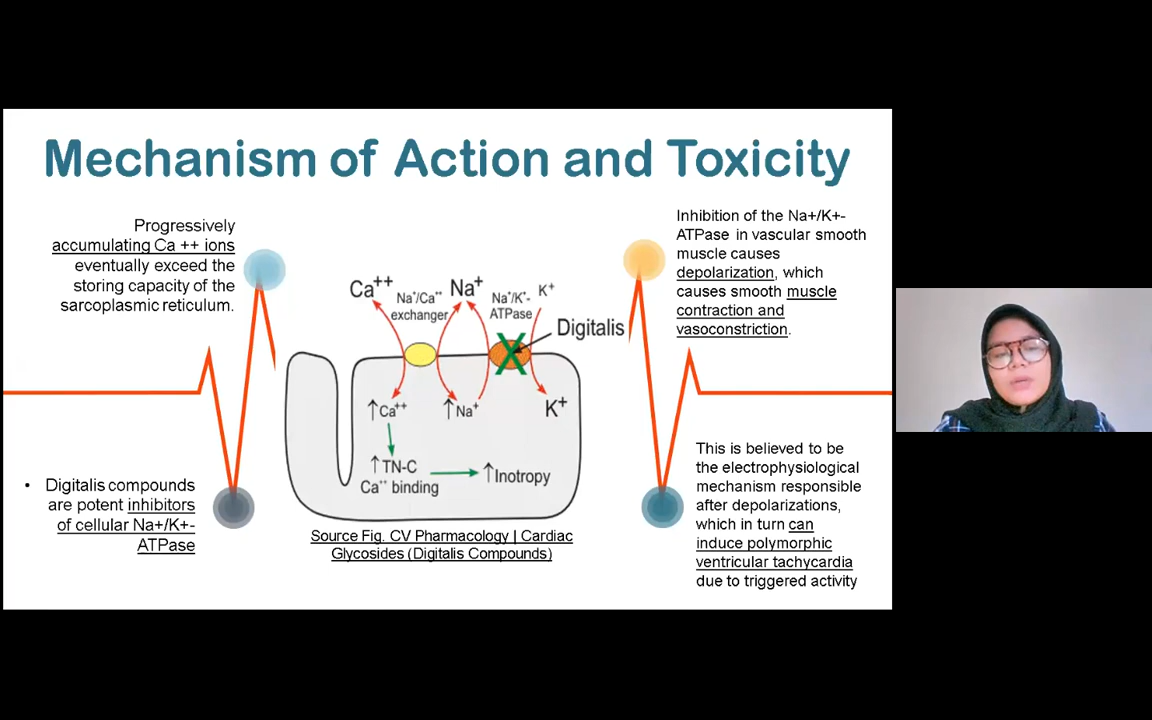 Mechanism of Action and Toxicity
Progressively
accumulating Ca ++ ions
eventually exceed the
storing capacity of the
sarcoplasmic reticulum.
• Digitalis compounds
are potent inhibitors
of cellular Na+/K+-
ATPase
Ca++
Na+/Ca++
exchanger
Na+
Na+/K+-
ATPase
K+
Digitalis
↑Ca++
↑Na+
K+
↑TN-C
Ca++ binding
↑Inotropy
Source Fig. CV Pharmacology | Cardiac
Glycosides (Digitalis Compounds)
Inhibition of the Na+/K+-
ATPase in vascular smooth
muscle causes
depolarization, which
causes smooth muscle
contraction and
vasoconstriction.
This is believed to be
the electrophysiological
mechanism responsible
after depolarizations,
which in turn can
induce polymorphic
ventricular tachycardia
due to triggered activity